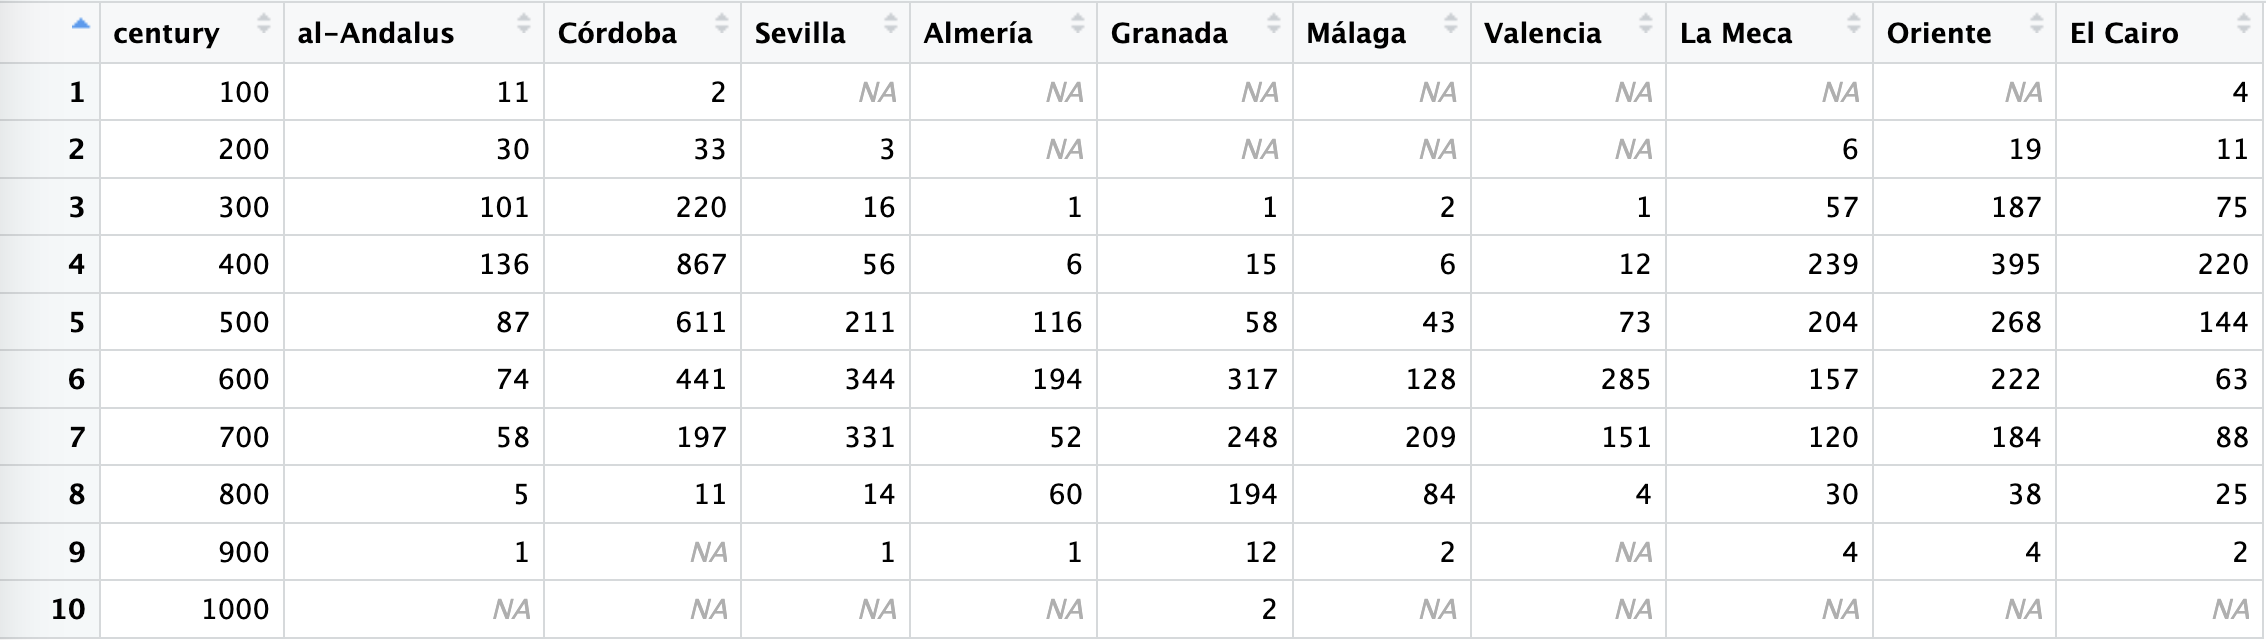 century al-Andalus Córdoba Sevilla Almería Granada Málaga Valencia La Meca Oriente El Cairo
1 100 11 2 NA NA NA NA NA NA NA 4
2 200 30 33 3 NA NA NA NA 6 19 11
3 300 101 220 16 1 1 2 1 57 187 75
4 400 136 867 56 6 15 6 12 239 395 220
5 500 87 611 211 116 58 43 73 204 268 144
6 600 74 441 344 194 317 128 285 157 222 63
7 700 58 197 331 52 248 209 151 120 184 88
8 800 5 11 14 60 194 84 4 30 38 25
9 900 1 NA 1 1 12 2 NA 4 4 2
10 1000 NA NA NA NA 2 NA NA NA NA NA